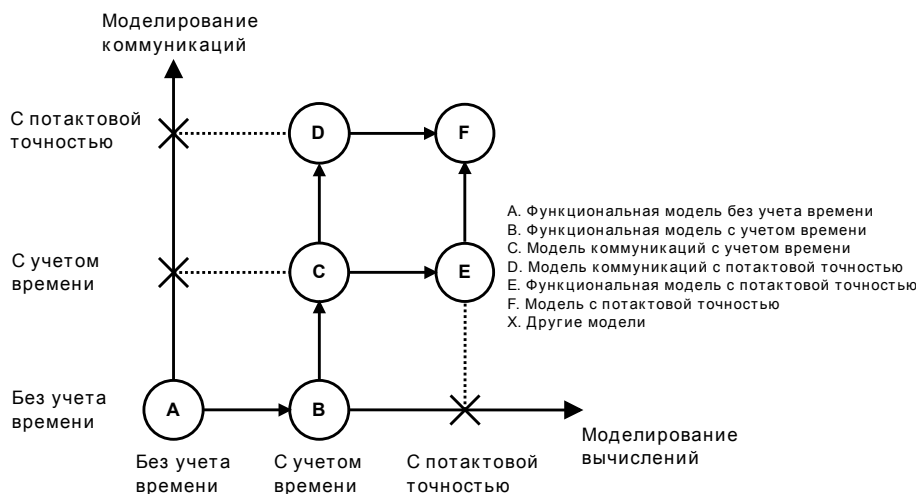 Моделирование
коммуникаций
С потактовой
точностью
D
F
A. Функциональная модель без учета времени
B. Функциональная модель с учетом времени
C. Модель коммуникаций с учетом времени
D. Модель коммуникаций с потактовой точностью
E. Функциональная модель с потактовой точностью
F. Модель с потактовой точностью
X. Другие модели
С учетом
времени
C
E
Без учета
времени
A
B
Моделирование
вычислений
Без учета
времени
С учетом
времени
С потактовой
точностью